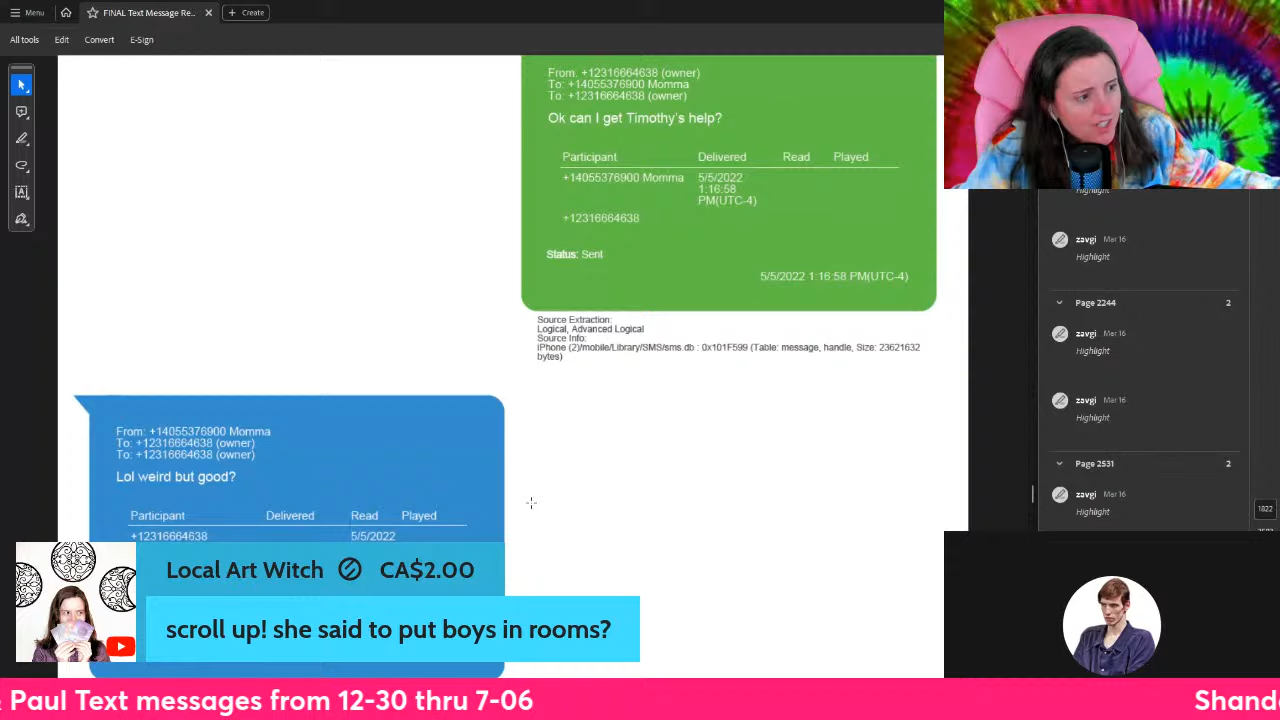 Menu
FINAL Text Message Re...
Create
All tools
Edit
Convert
E-Sign
From: +12316664638 (owner)
To: +14055376900 Momma
To: +12316664638 (owner)
Ok can I get Timothy's help?
Participant Delivered Read Played
+14055376900 Momma 5/5/2022
1:16:58
PM(UTC-4)
+12316664638
Status: Sent
5/5/2022 1:16:58 PM(UTC-4)
Source Extraction:
Logical, Advanced Logical
Source Info:
iPhone (2)/mobile/Library/SMS/sms.db : 0x101F599 (Table: message, handle, Size: 23621632
bytes)
From: +14055376900 Momma
To: +12316664638 (owner)
To: +12316664638 (owner)
Lol weird but good?
Participant Delivered Read Played
+12316664638 5/5/2022
Highlight
zavgi Mar 16
Highlight
Page 2244 2
zavgi Mar 16
Highlight
zavgi Mar 16
Highlight
Page 2531 2
zavgi Mar 16
Highlight
1822
Local Art Witch CA$2.00
scroll up! she said to put boys in rooms?
& Paul Text messages from 12-30 thru 7-06
Shand